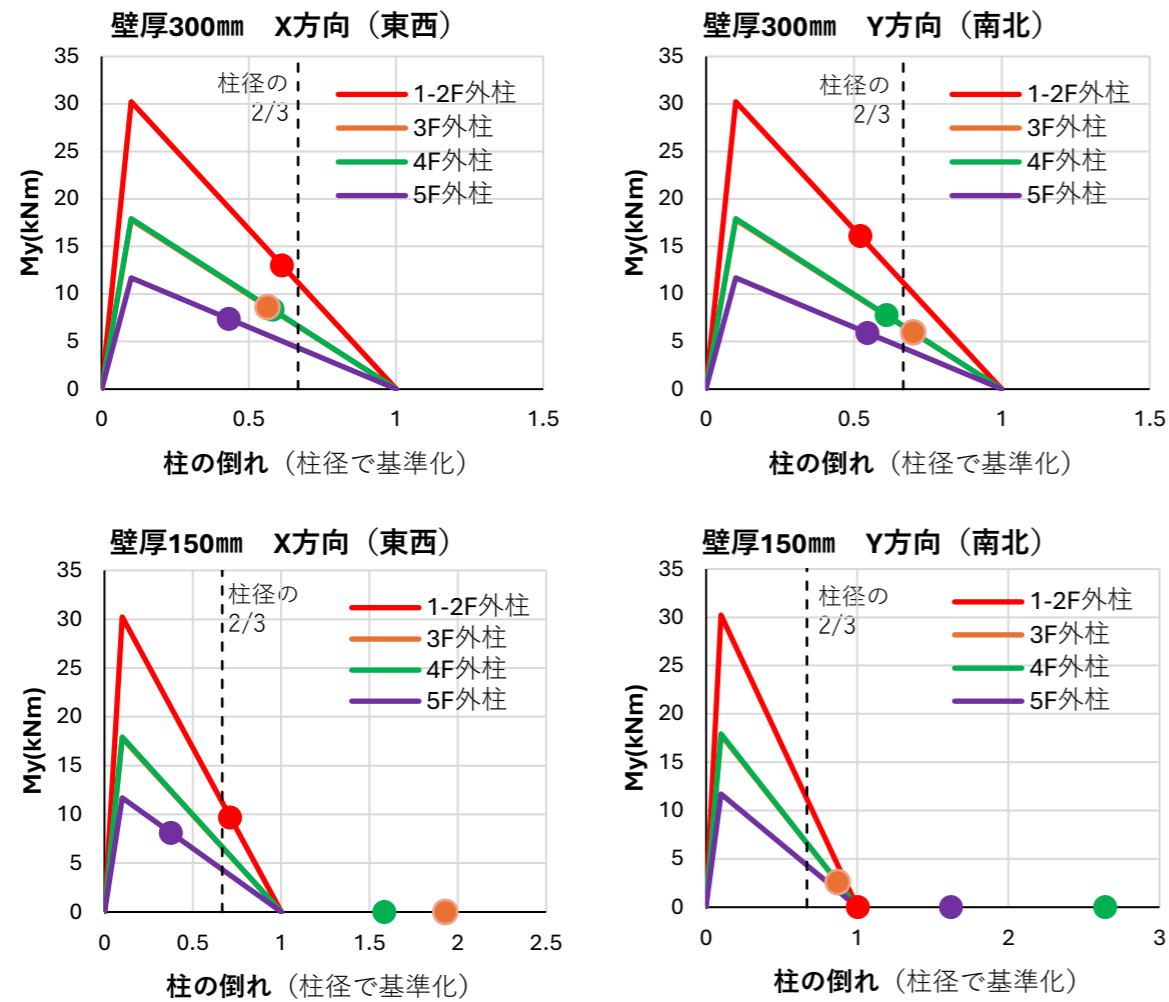 壁厚300㎜　X方向（東西）
35
30
25
20
15
10
5
0
My(kNm)
柱径の
2/3
1-2F外柱
3F外柱
4F外柱
5F外柱
0
0.5
1
1.5
柱の倒れ（柱径で基準化）
壁厚300㎜　Y方向（南北）
35
30
25
20
15
10
5
0
My(kNm)
柱径の
2/3
1-2F外柱
3F外柱
4F外柱
5F外柱
0
0.5
1
1.5
柱の倒れ（柱径で基準化）
壁厚150㎜　X方向（東西）
35
30
25
20
15
10
5
0
My(kNm)
柱径の
2/3
1-2F外柱
3F外柱
4F外柱
5F外柱
0
0.5
1
1.5
2
2.5
柱の倒れ（柱径で基準化）
壁厚150㎜　Y方向（南北）
35
30
25
20
15
10
5
0
My(kNm)
柱径の
2/3
1-2F外柱
3F外柱
4F外柱
5F外柱
0
1
2
3
柱の倒れ（柱径で基準化）